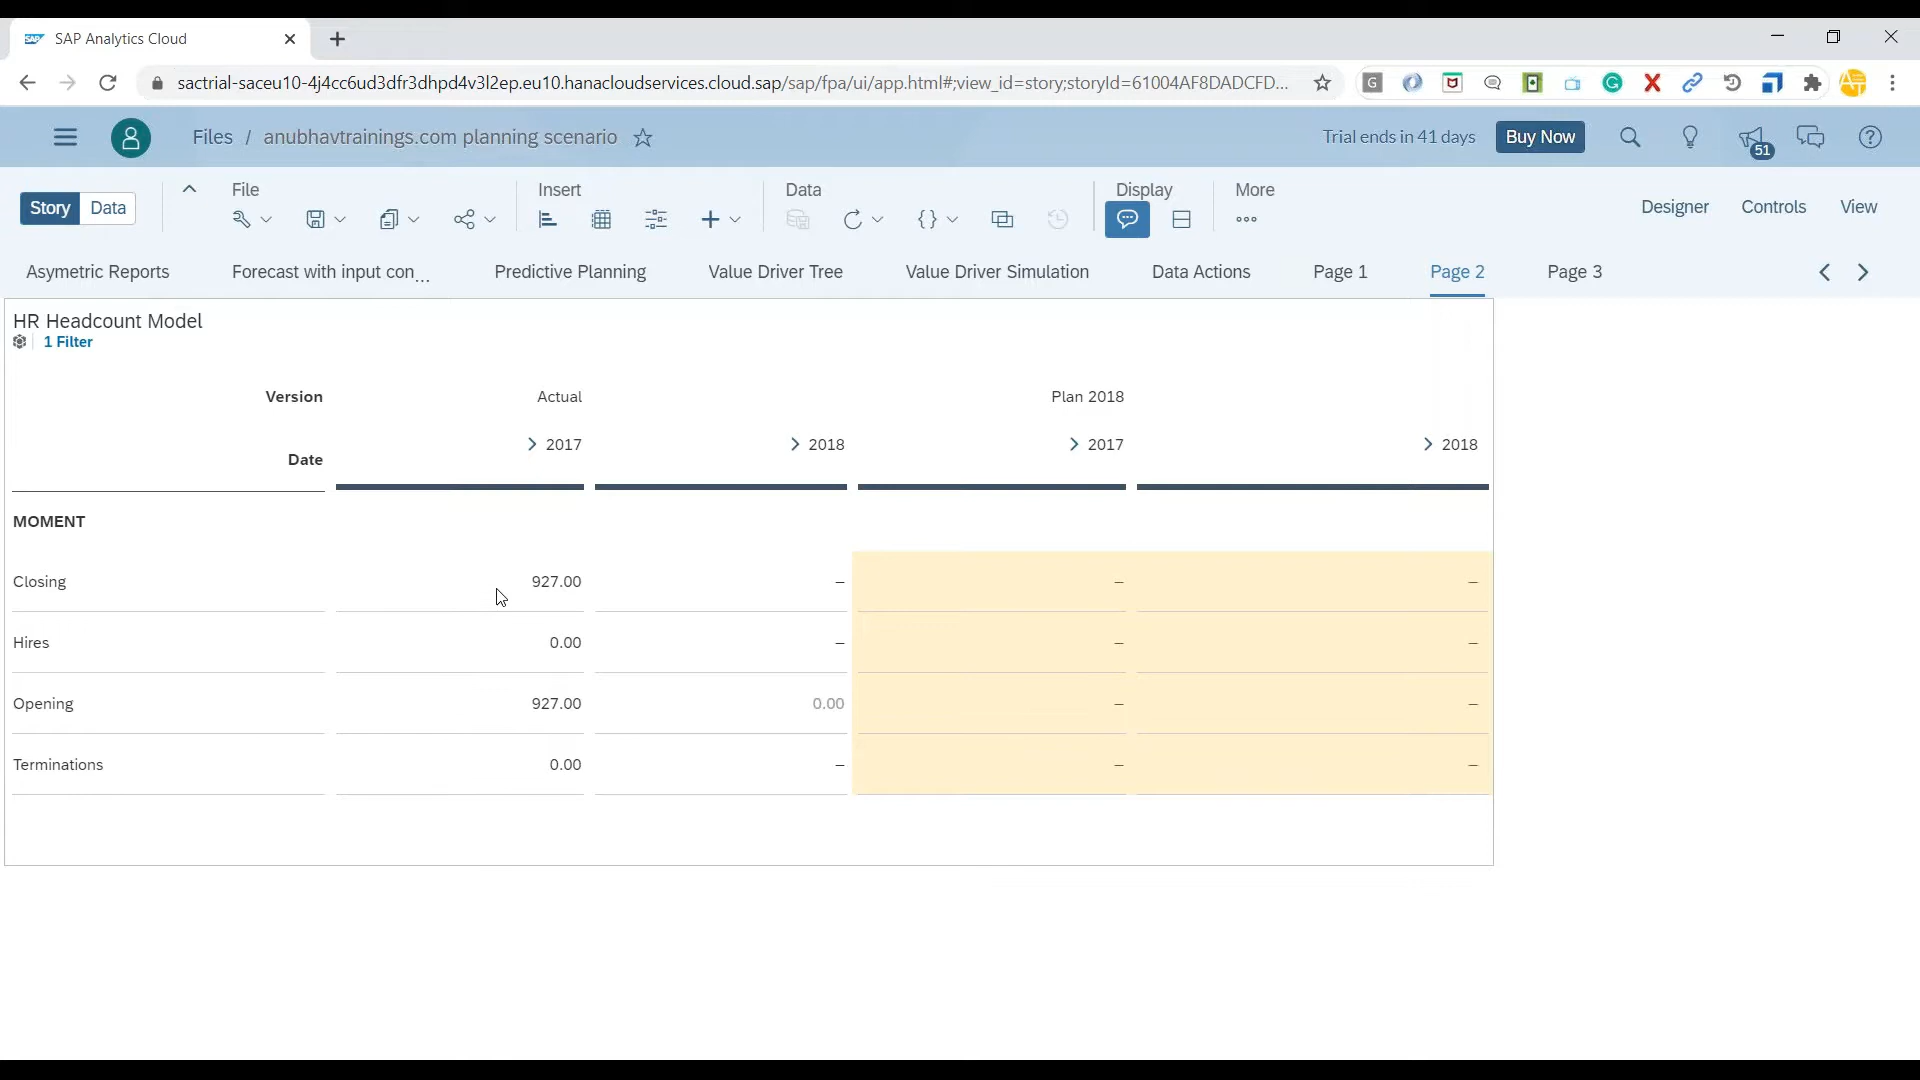 SAP Analytics Cloud
sactrial-saceu10-4j4cc6ud3dfr3dhpd4v3l2ep.eu10.hanacloudservices.cloud.sap/sap/fpa/ui/app.html#;view_id=story;storyId=61004AF8DADCFD...
Files / anubhavtrainings.com planning scenario
Trial ends in 41 days Buy Now 51
Story Data
File Insert Data Display More
Designer Controls View
Asymetric Reports Forecast with input con... Predictive Planning Value Driver Tree Value Driver Simulation Data Actions Page 1 Page 2 Page 3
HR Headcount Model
1 Filter
Version Actual Plan 2018
Date > 2017 > 2018 > 2017 > 2018
MOMENT
Closing 927.00 – – –
Hires 0.00 – – –
Opening 927.00 0.00 – –
Terminations 0.00 – – –